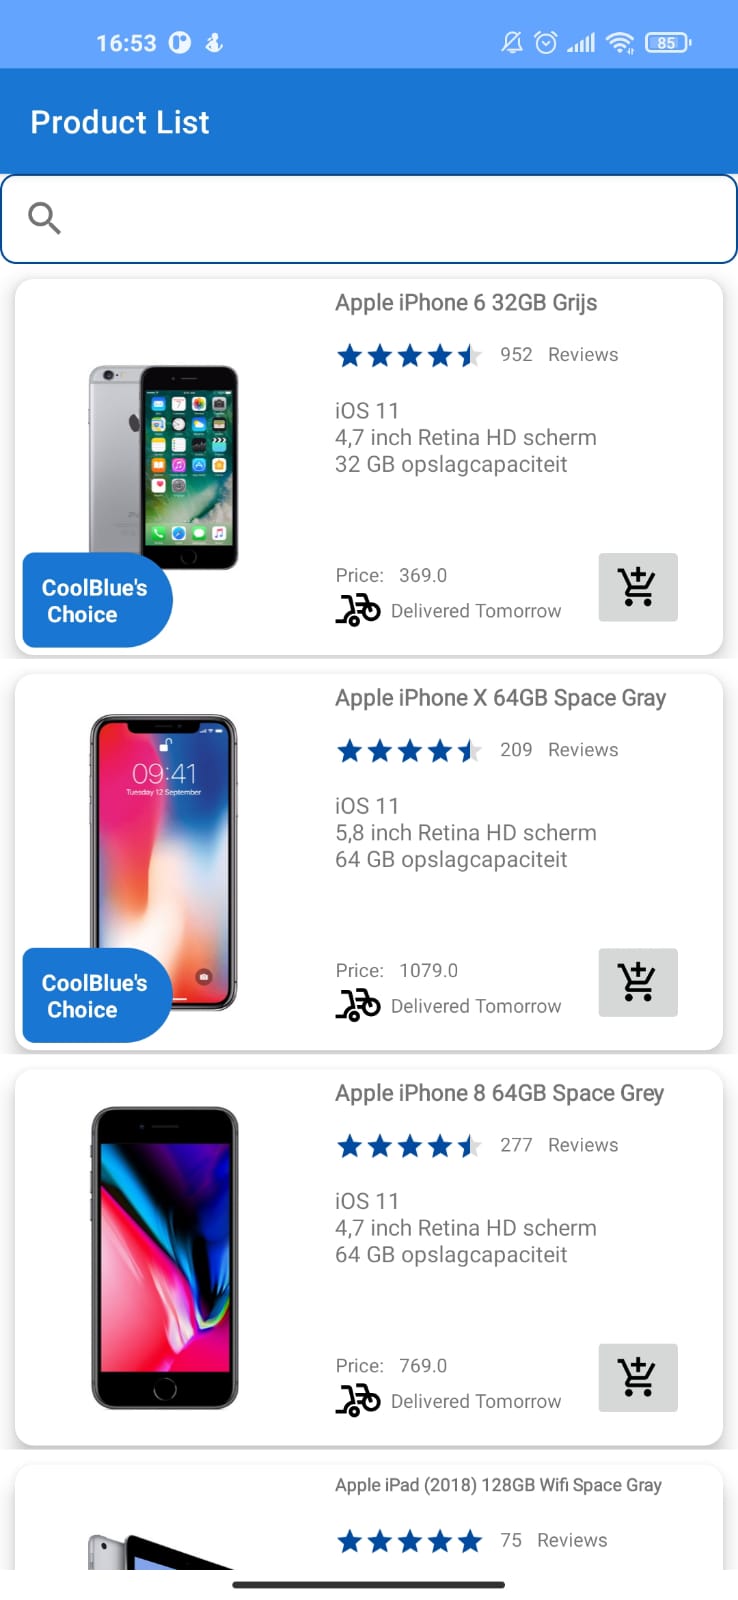 16:53
85
Product List
Apple iPhone 6 32GB Grijs
952 Reviews
iOS 11
4,7 inch Retina HD scherm
32 GB opslagcapaciteit
CoolBlue's
Choice
Price: 369.0
Delivered Tomorrow
Apple iPhone X 64GB Space Gray
209 Reviews
09:41
Tuesday 12 September
iOS 11
5,8 inch Retina HD scherm
64 GB opslagcapaciteit
CoolBlue's
Choice
Price: 1079.0
Delivered Tomorrow
Apple iPhone 8 64GB Space Grey
277 Reviews
iOS 11
4,7 inch Retina HD scherm
64 GB opslagcapaciteit
Price: 769.0
Delivered Tomorrow
Apple iPad (2018) 128GB Wifi Space Gray
75 Reviews